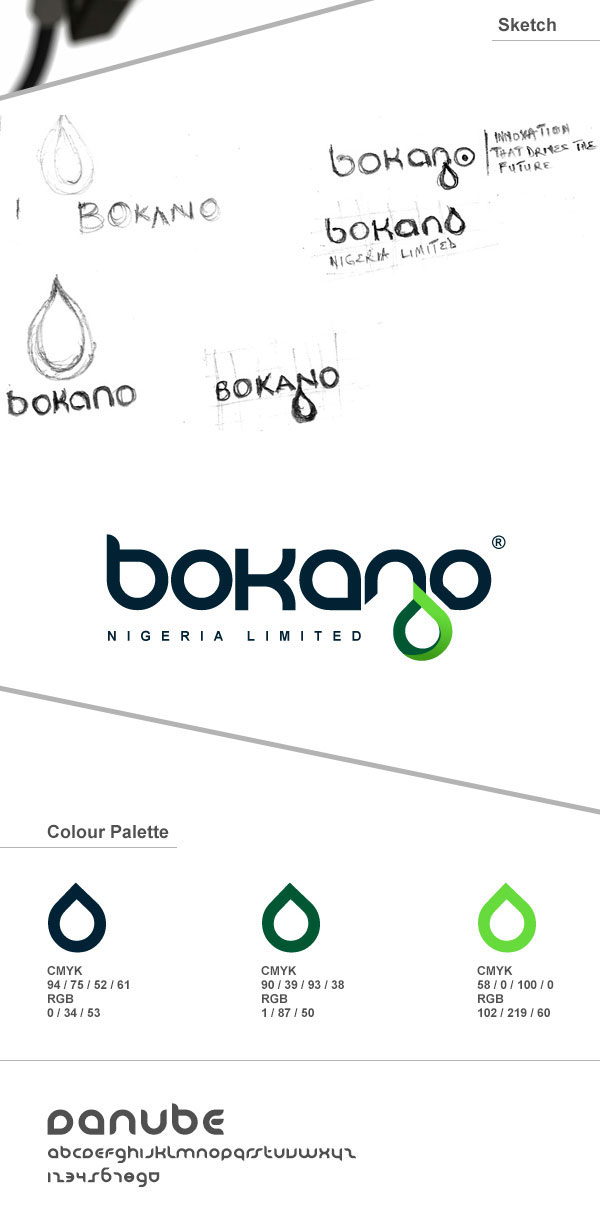 Sketch
BOKANO
bokano
INNOVATION
THAT DRIVES THE
FUTURE
bokano
NIGERIA LIMITED
bokano
BOKANO
bokano®
NIGERIA LIMITED
Colour Palette
CMYK
94 / 75 / 52 / 61
RGB
0 / 34 / 53
CMYK
90 / 39 / 93 / 38
RGB
1 / 87 / 50
CMYK
58 / 0 / 100 / 0
RGB
102 / 219 / 60
Danube
abcdefghijklmnopqrstuvwxyz
1234567890